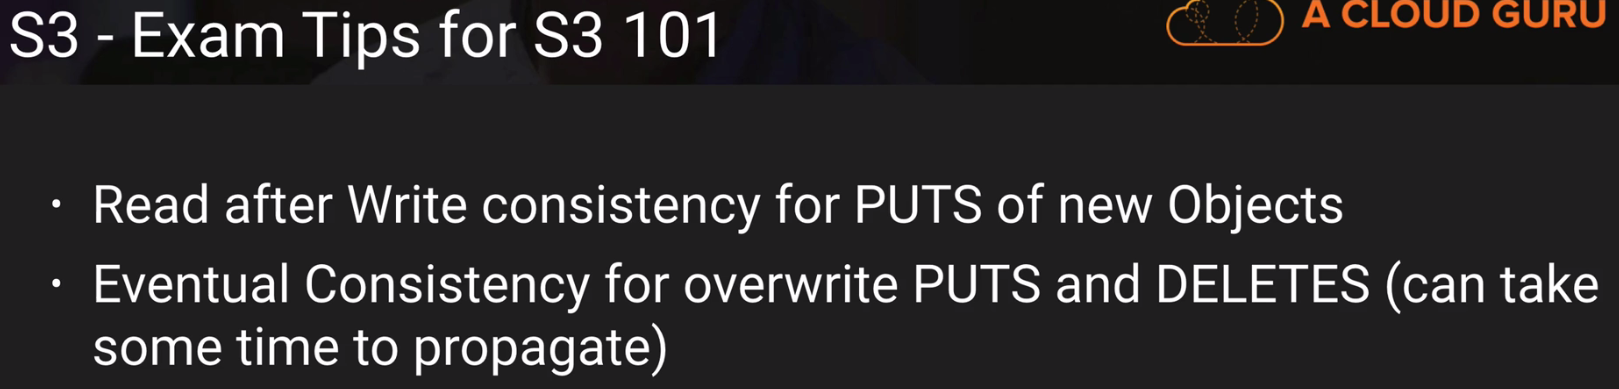 S3 - Exam Tips for S3 101
A CLOUD GURU
• Read after Write consistency for PUTS of new Objects
• Eventual Consistency for overwrite PUTS and DELETES (can take
some time to propagate)